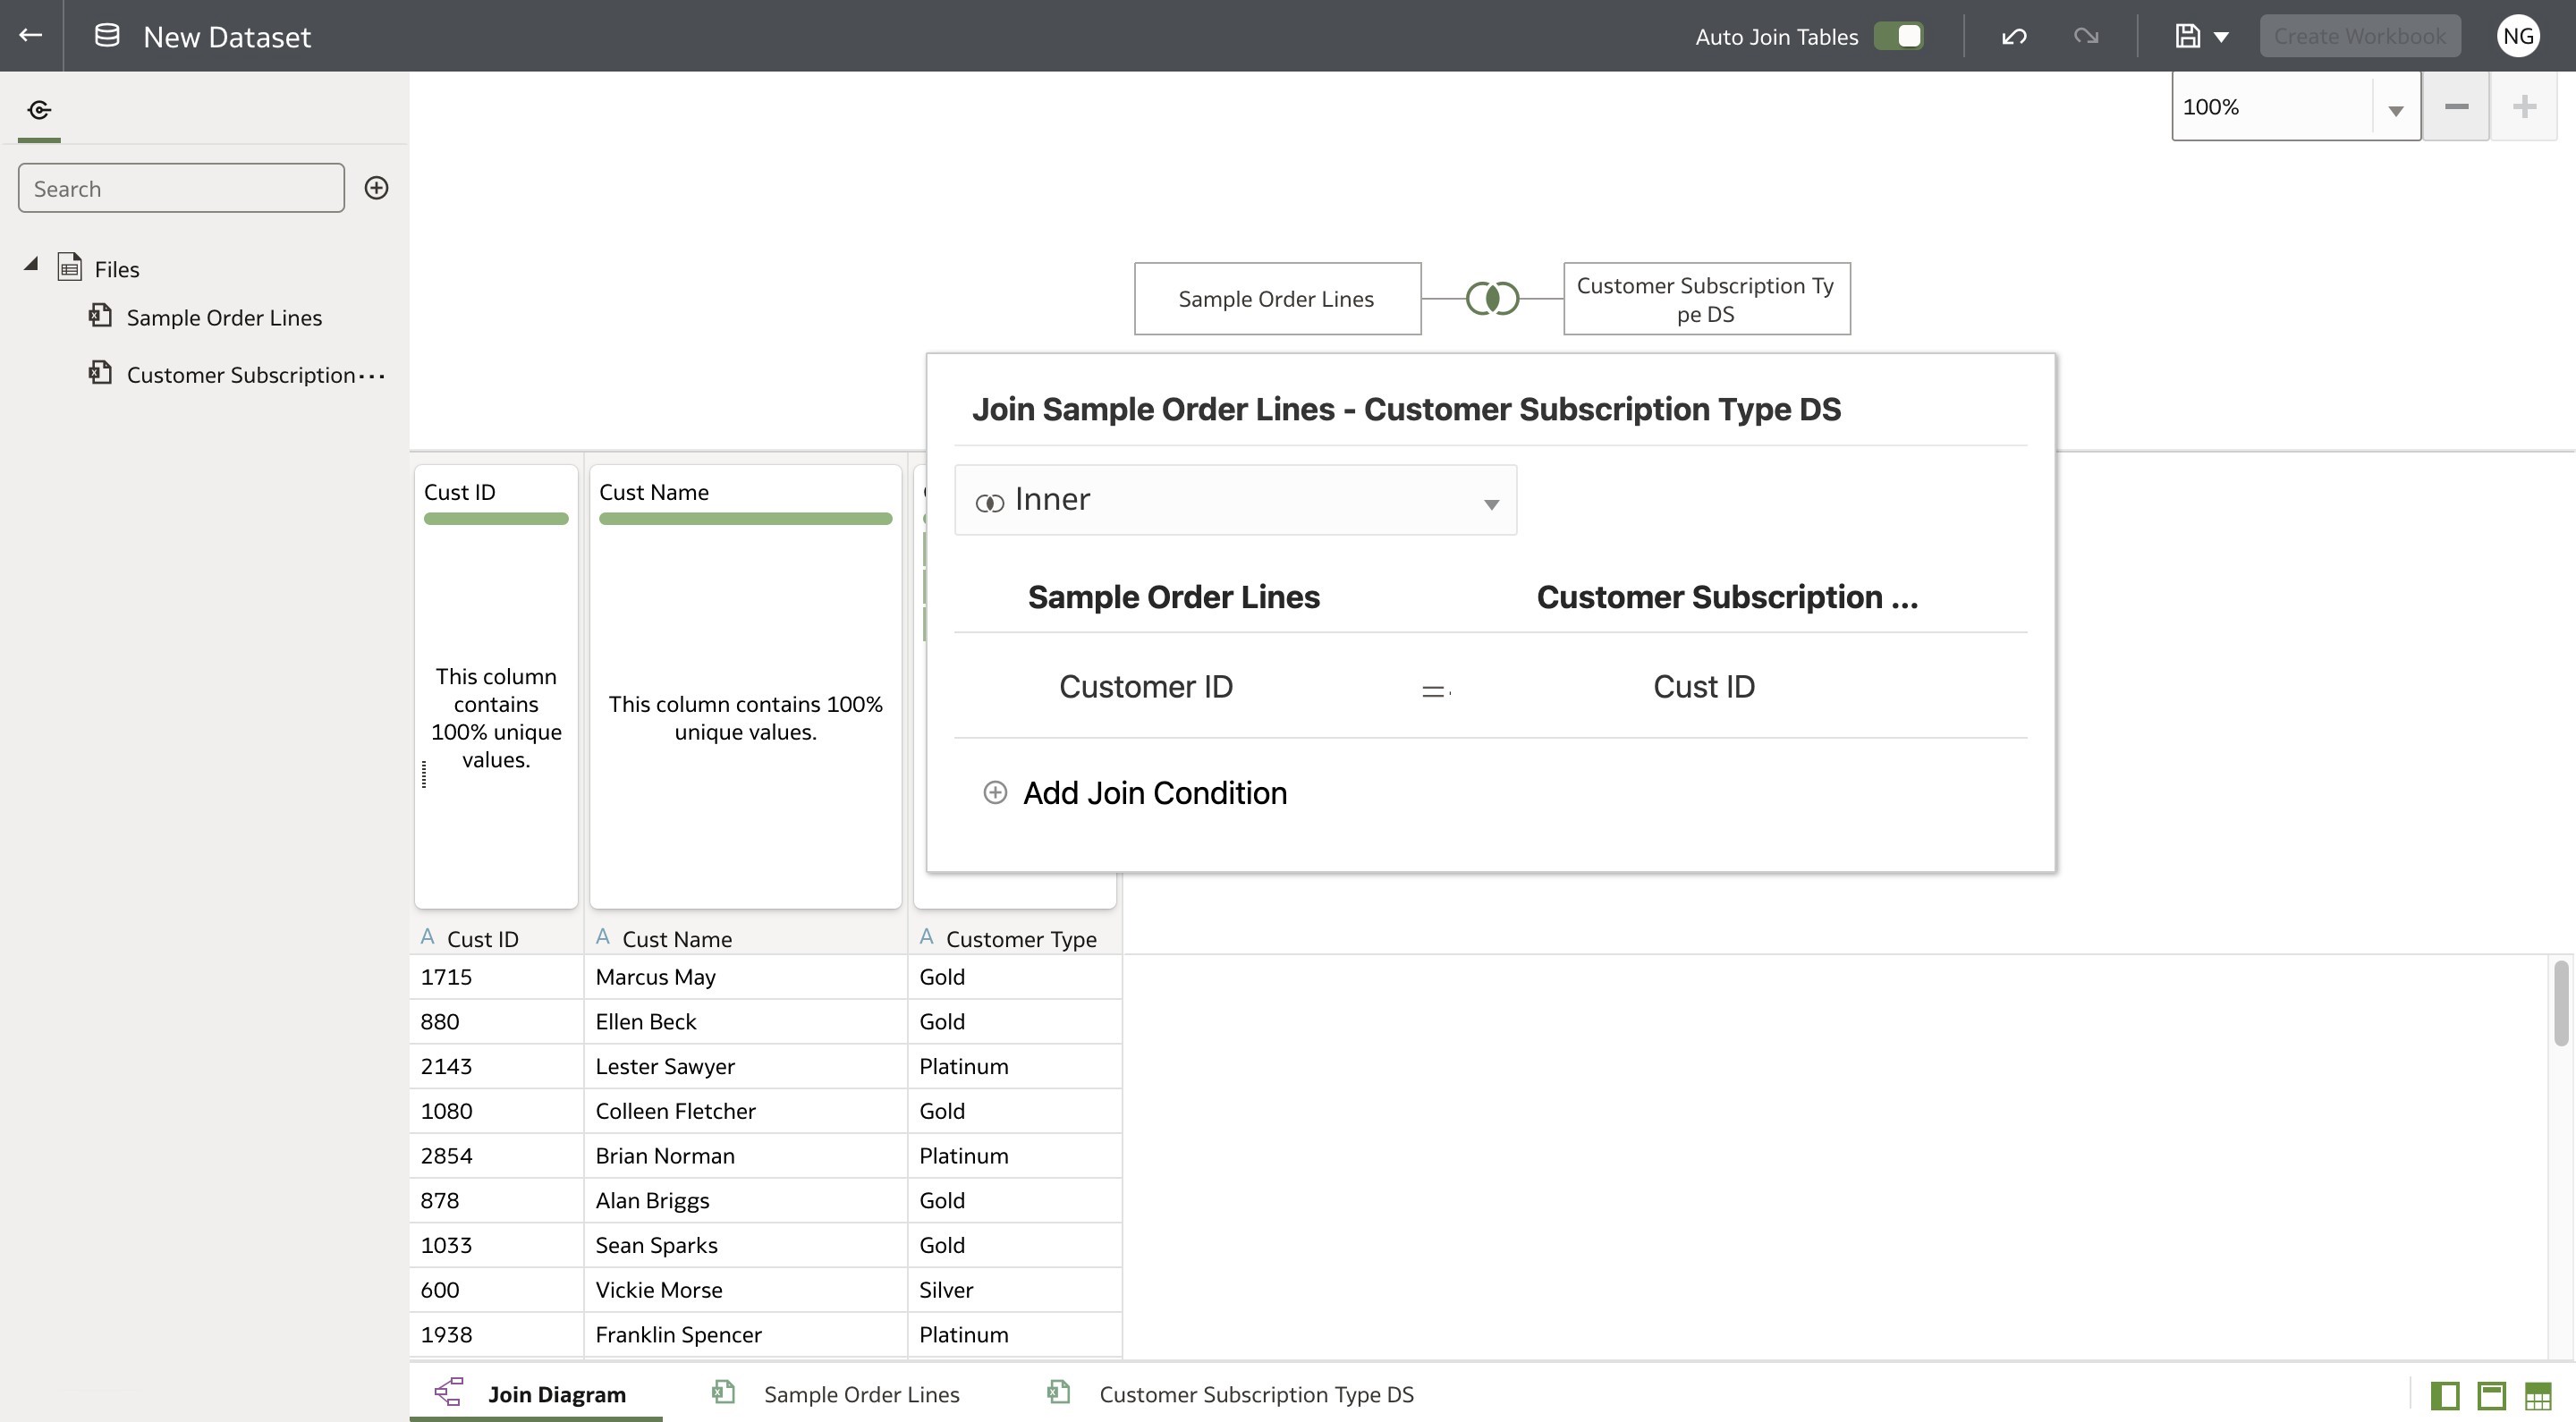 New Dataset
Auto Join Tables
Create Workbook
NG
100%
Search
Files
Sample Order Lines
Customer Subscription...
Sample Order Lines
Customer Subscription Ty
pe DS
Join Sample Order Lines - Customer Subscription Type DS
Inner
Sample Order Lines Customer Subscription ...
Customer ID = Cust ID
Add Join Condition
Cust ID
This column
contains
100% unique
values.
Cust Name
This column contains 100%
unique values.
A Cust ID A Cust Name A Customer Type
1715 Marcus May Gold
880 Ellen Beck Gold
2143 Lester Sawyer Platinum
1080 Colleen Fletcher Gold
2854 Brian Norman Platinum
878 Alan Briggs Gold
1033 Sean Sparks Gold
600 Vickie Morse Silver
1938 Franklin Spencer Platinum
Join Diagram Sample Order Lines Customer Subscription Type DS